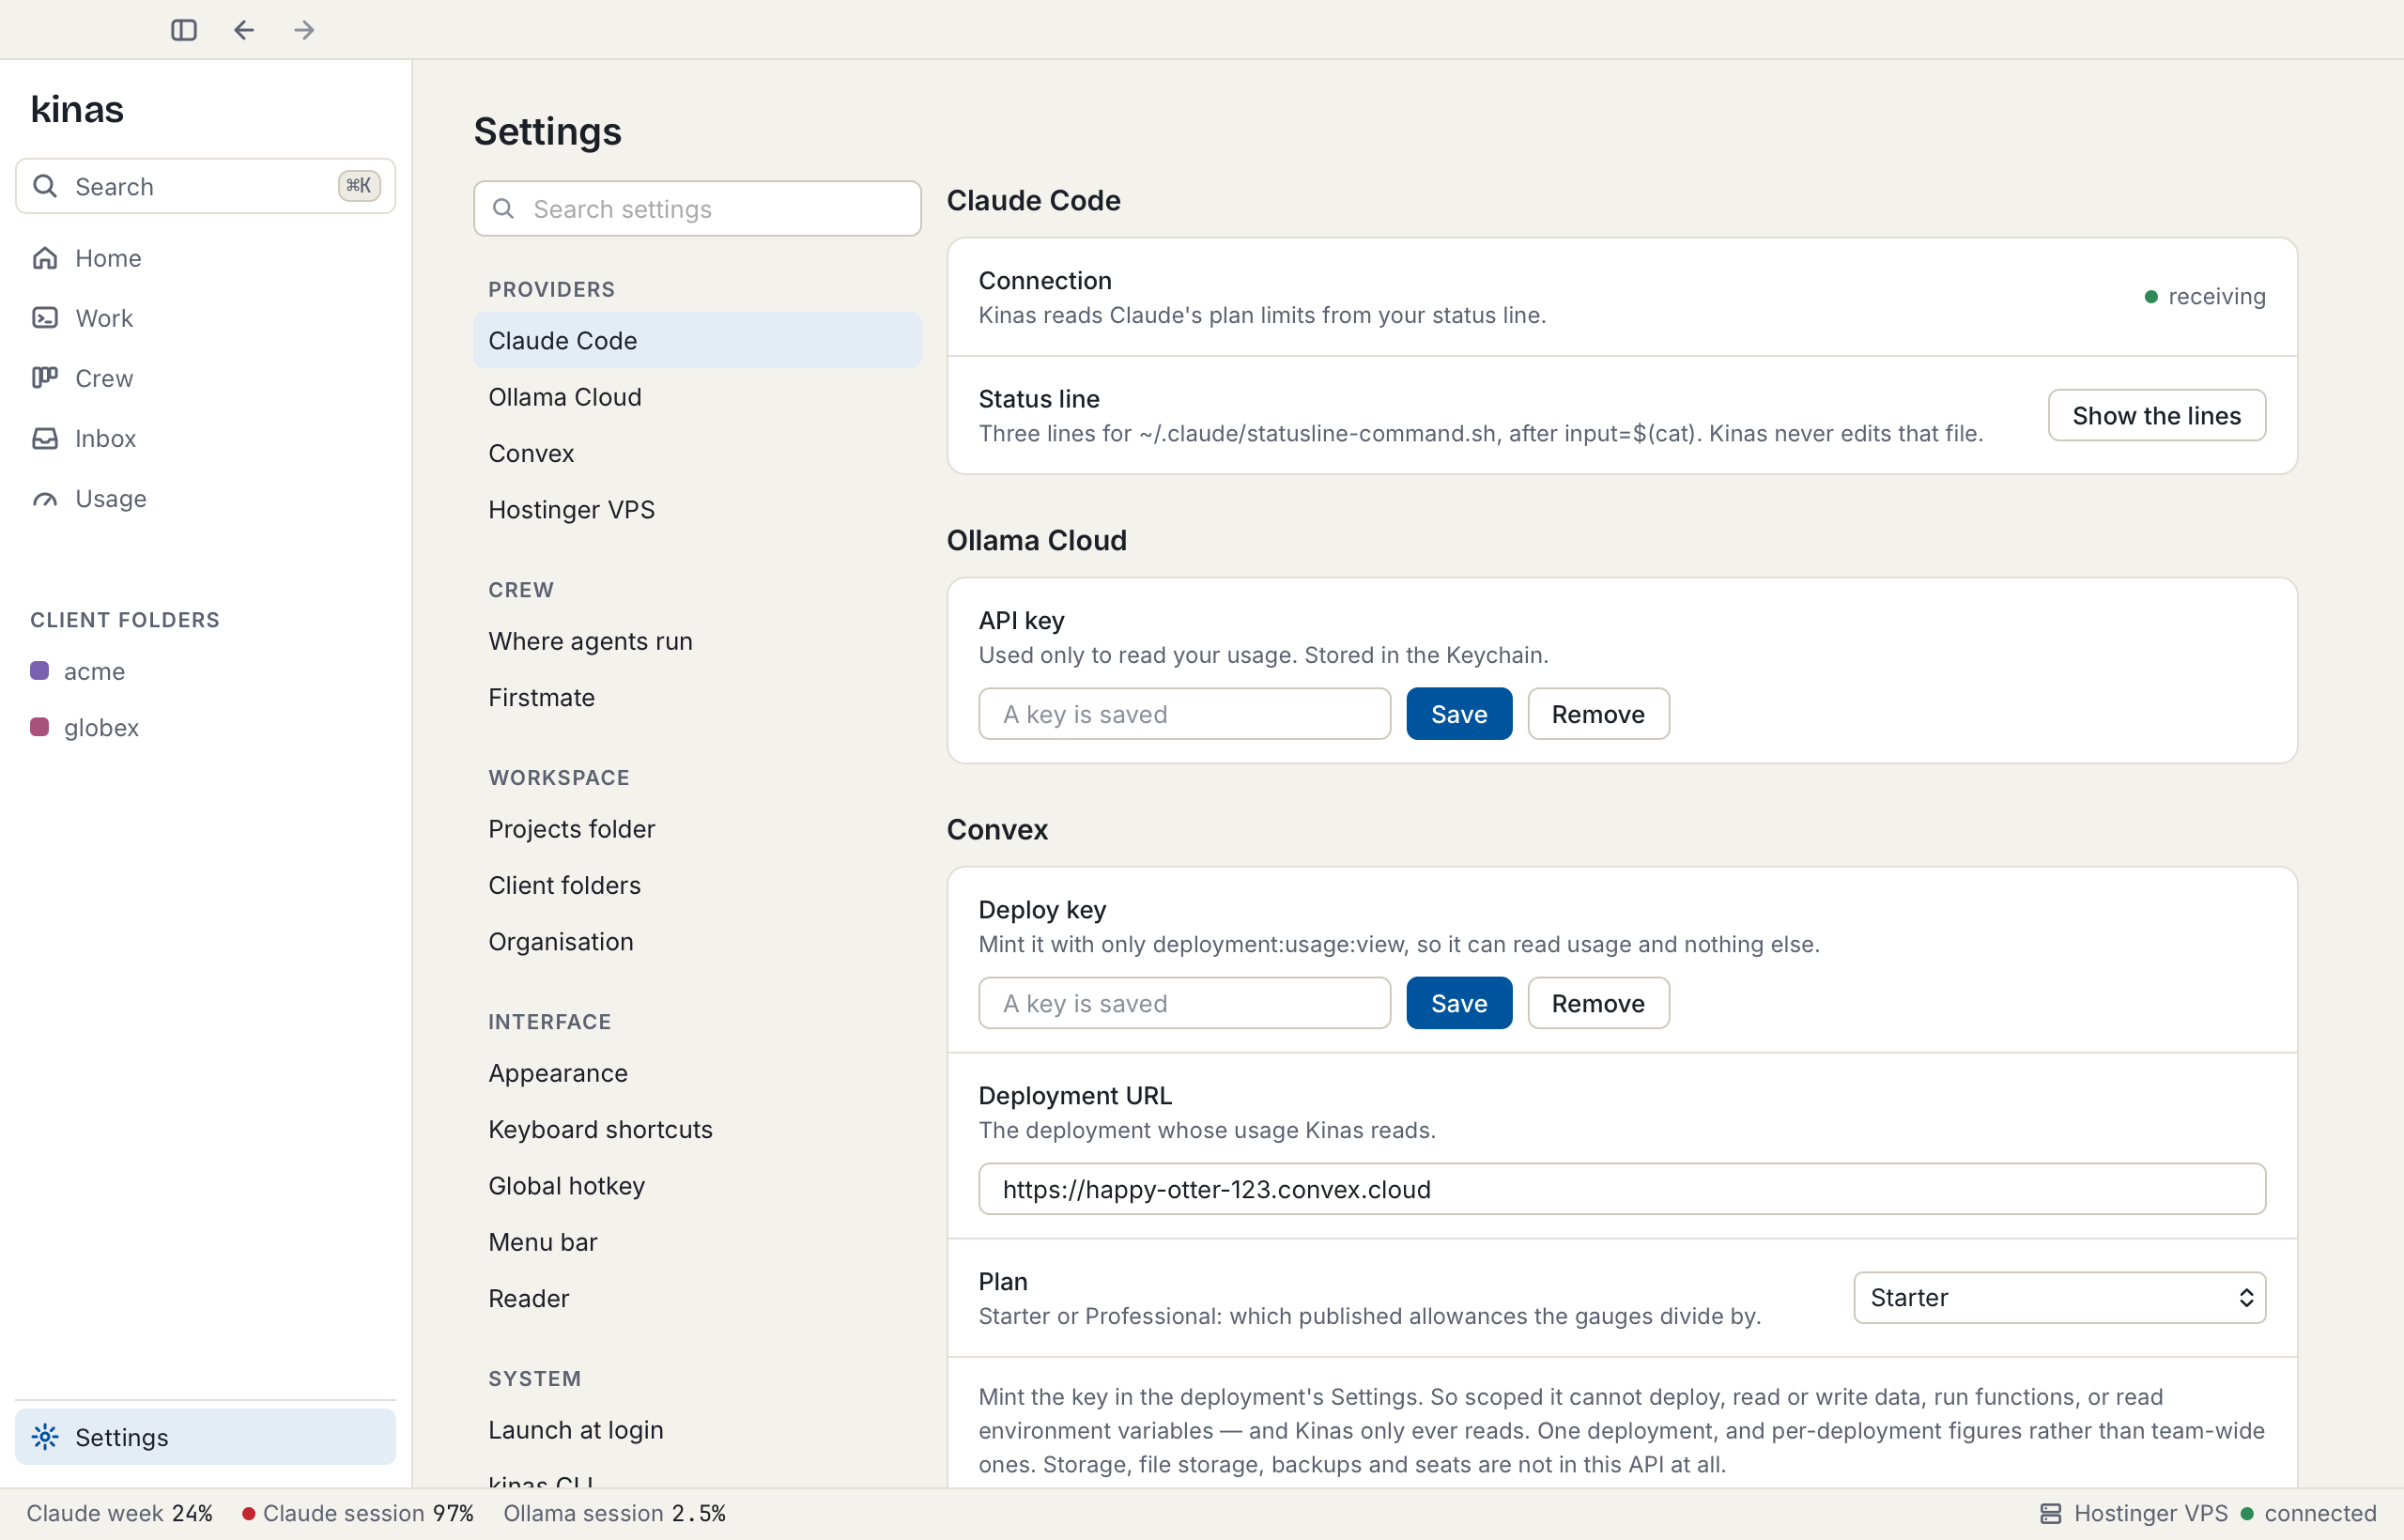 kinas
Search ⌘K
Home
Work
Crew
Inbox
Usage
CLIENT FOLDERS
acme
globex
Settings
Settings
Search settings
PROVIDERS
Claude Code
Ollama Cloud
Convex
Hostinger VPS
CREW
Where agents run
Firstmate
WORKSPACE
Projects folder
Client folders
Organisation
INTERFACE
Appearance
Keyboard shortcuts
Global hotkey
Menu bar
Reader
SYSTEM
Launch at login
kinas CLI
Claude Code
Connection
Kinas reads Claude's plan limits from your status line.
receiving
Status line
Three lines for ~/.claude/statusline-command.sh, after input=$(cat). Kinas never edits that file.
Show the lines
Ollama Cloud
API key
Used only to read your usage. Stored in the Keychain.
A key is saved Save Remove
Convex
Deploy key
Mint it with only deployment:usage:view, so it can read usage and nothing else.
A key is saved Save Remove
Deployment URL
The deployment whose usage Kinas reads.
https://happy-otter-123.convex.cloud
Plan
Starter or Professional: which published allowances the gauges divide by.
Starter
Mint the key in the deployment's Settings. So scoped it cannot deploy, read or write data, run functions, or read
environment variables — and Kinas only ever reads. One deployment, and per-deployment figures rather than team-wide
ones. Storage, file storage, backups and seats are not in this API at all.
Claude week 24% Claude session 97% Ollama session 2.5% Hostinger VPS connected